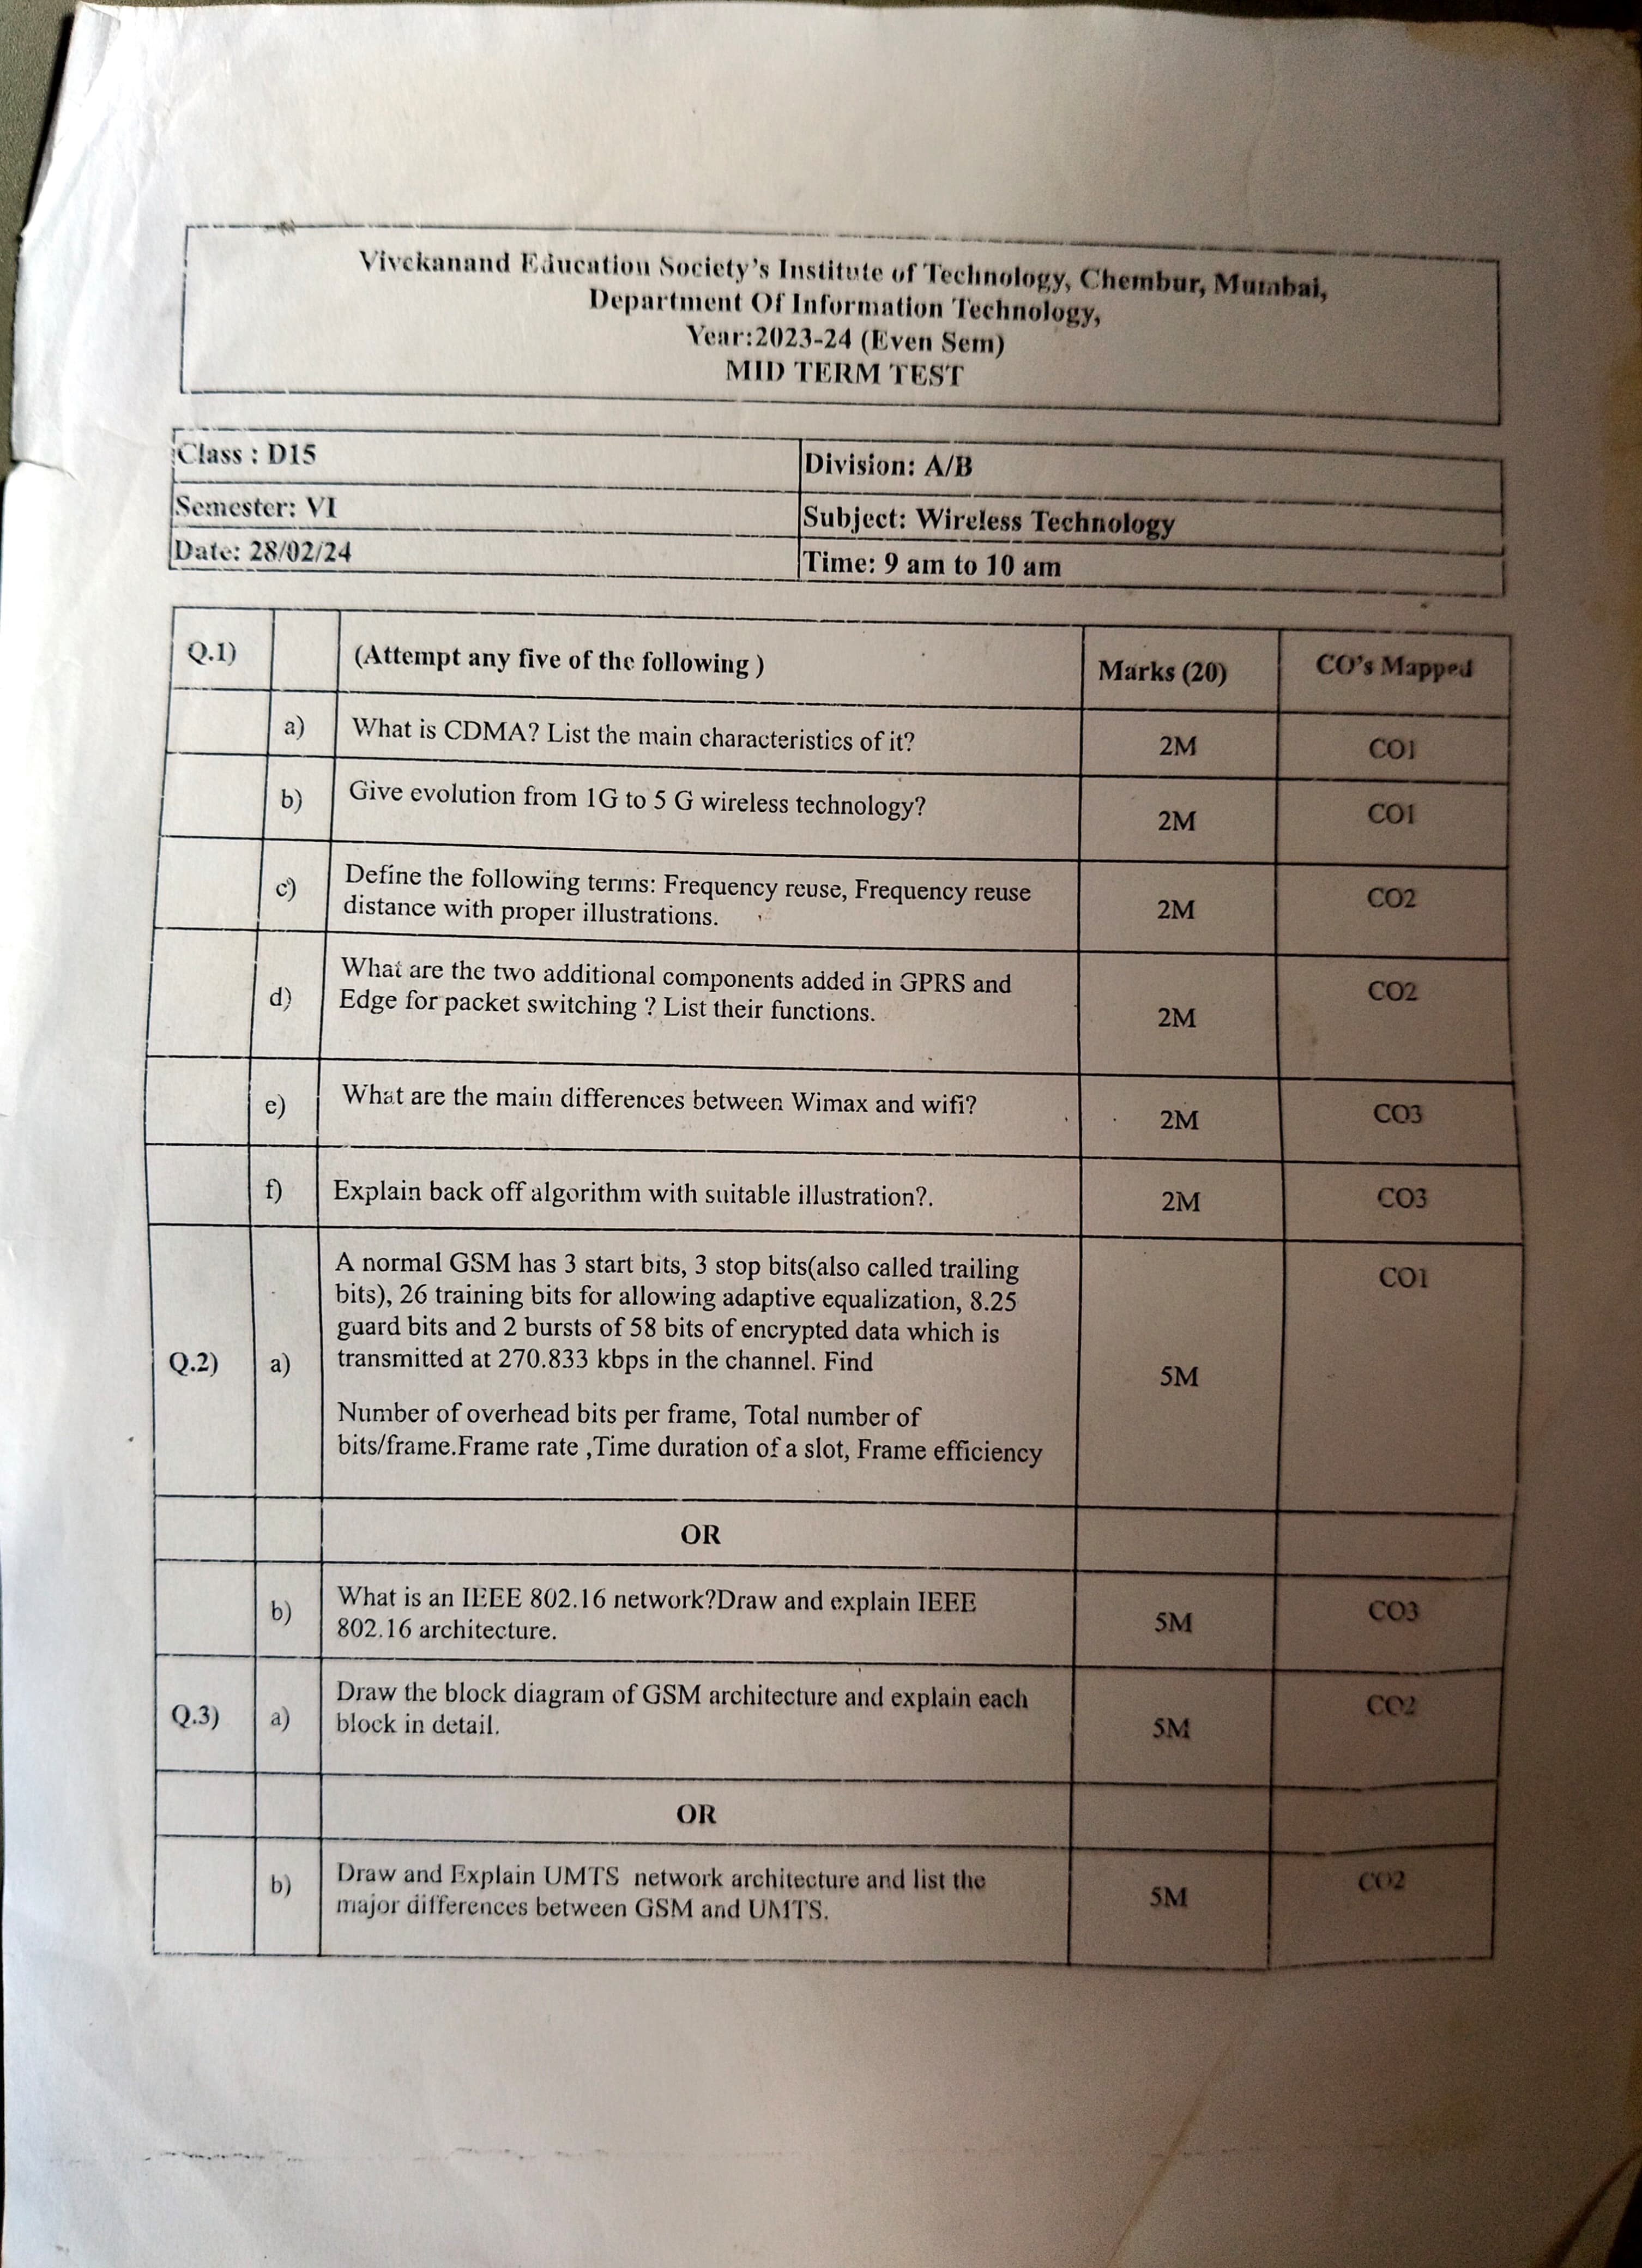 Vivekanand Education Society's Institute of Technology, Chembur, Mumbai,
Department Of Information Technology,
Year:2023-24 (Even Sem)
MID TERM TEST
Class : D15
Division: A/B
Semester: VI
Subject: Wireless Technology
Date: 28/02/24
Time: 9 am to 10 am
Q.1) (Attempt any five of the following ) Marks (20) CO's Mapped
a) What is CDMA? List the main characteristics of it? 2M CO1
b) Give evolution from 1G to 5 G wireless technology? 2M CO1
c) Define the following terms: Frequency reuse, Frequency reuse
distance with proper illustrations. 2M CO2
d) What are the two additional components added in GPRS and
Edge for packet switching ? List their functions. 2M CO2
e) What are the main differences between Wimax and wifi? 2M CO3
f) Explain back off algorithm with suitable illustration?. 2M CO3
Q.2) a) A normal GSM has 3 start bits, 3 stop bits(also called trailing
bits), 26 training bits for allowing adaptive equalization, 8.25
guard bits and 2 bursts of 58 bits of encrypted data which is
transmitted at 270.833 kbps in the channel. Find
Number of overhead bits per frame, Total number of
bits/frame.Frame rate ,Time duration of a slot, Frame efficiency
5M CO1
OR
b) What is an IEEE 802.16 network?Draw and explain IEEE
802.16 architecture. 5M CO3
Q.3) a) Draw the block diagram of GSM architecture and explain each
block in detail. 5M CO2
OR
b) Draw and Explain UMTS network architecture and list the
major differences between GSM and UMTS. 5M CO2